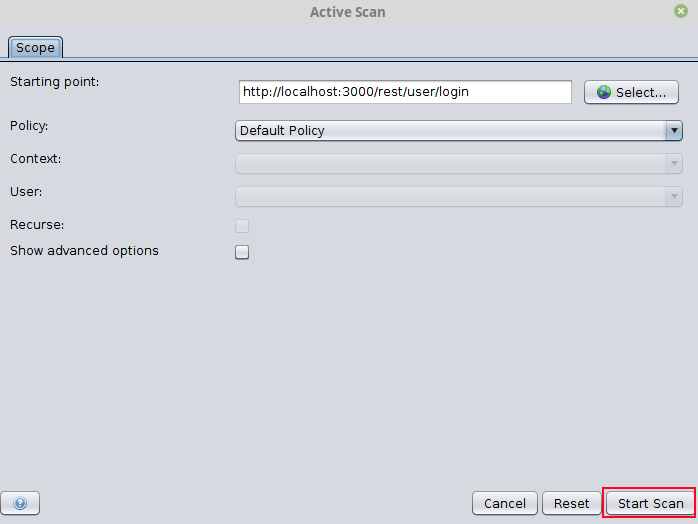 Active Scan
Scope
Starting point:
http://localhost:3000/rest/user/login
Select...
Policy:
Default Policy
Context:
User:
Recurse:
Show advanced options
?
Cancel
Reset
Start Scan